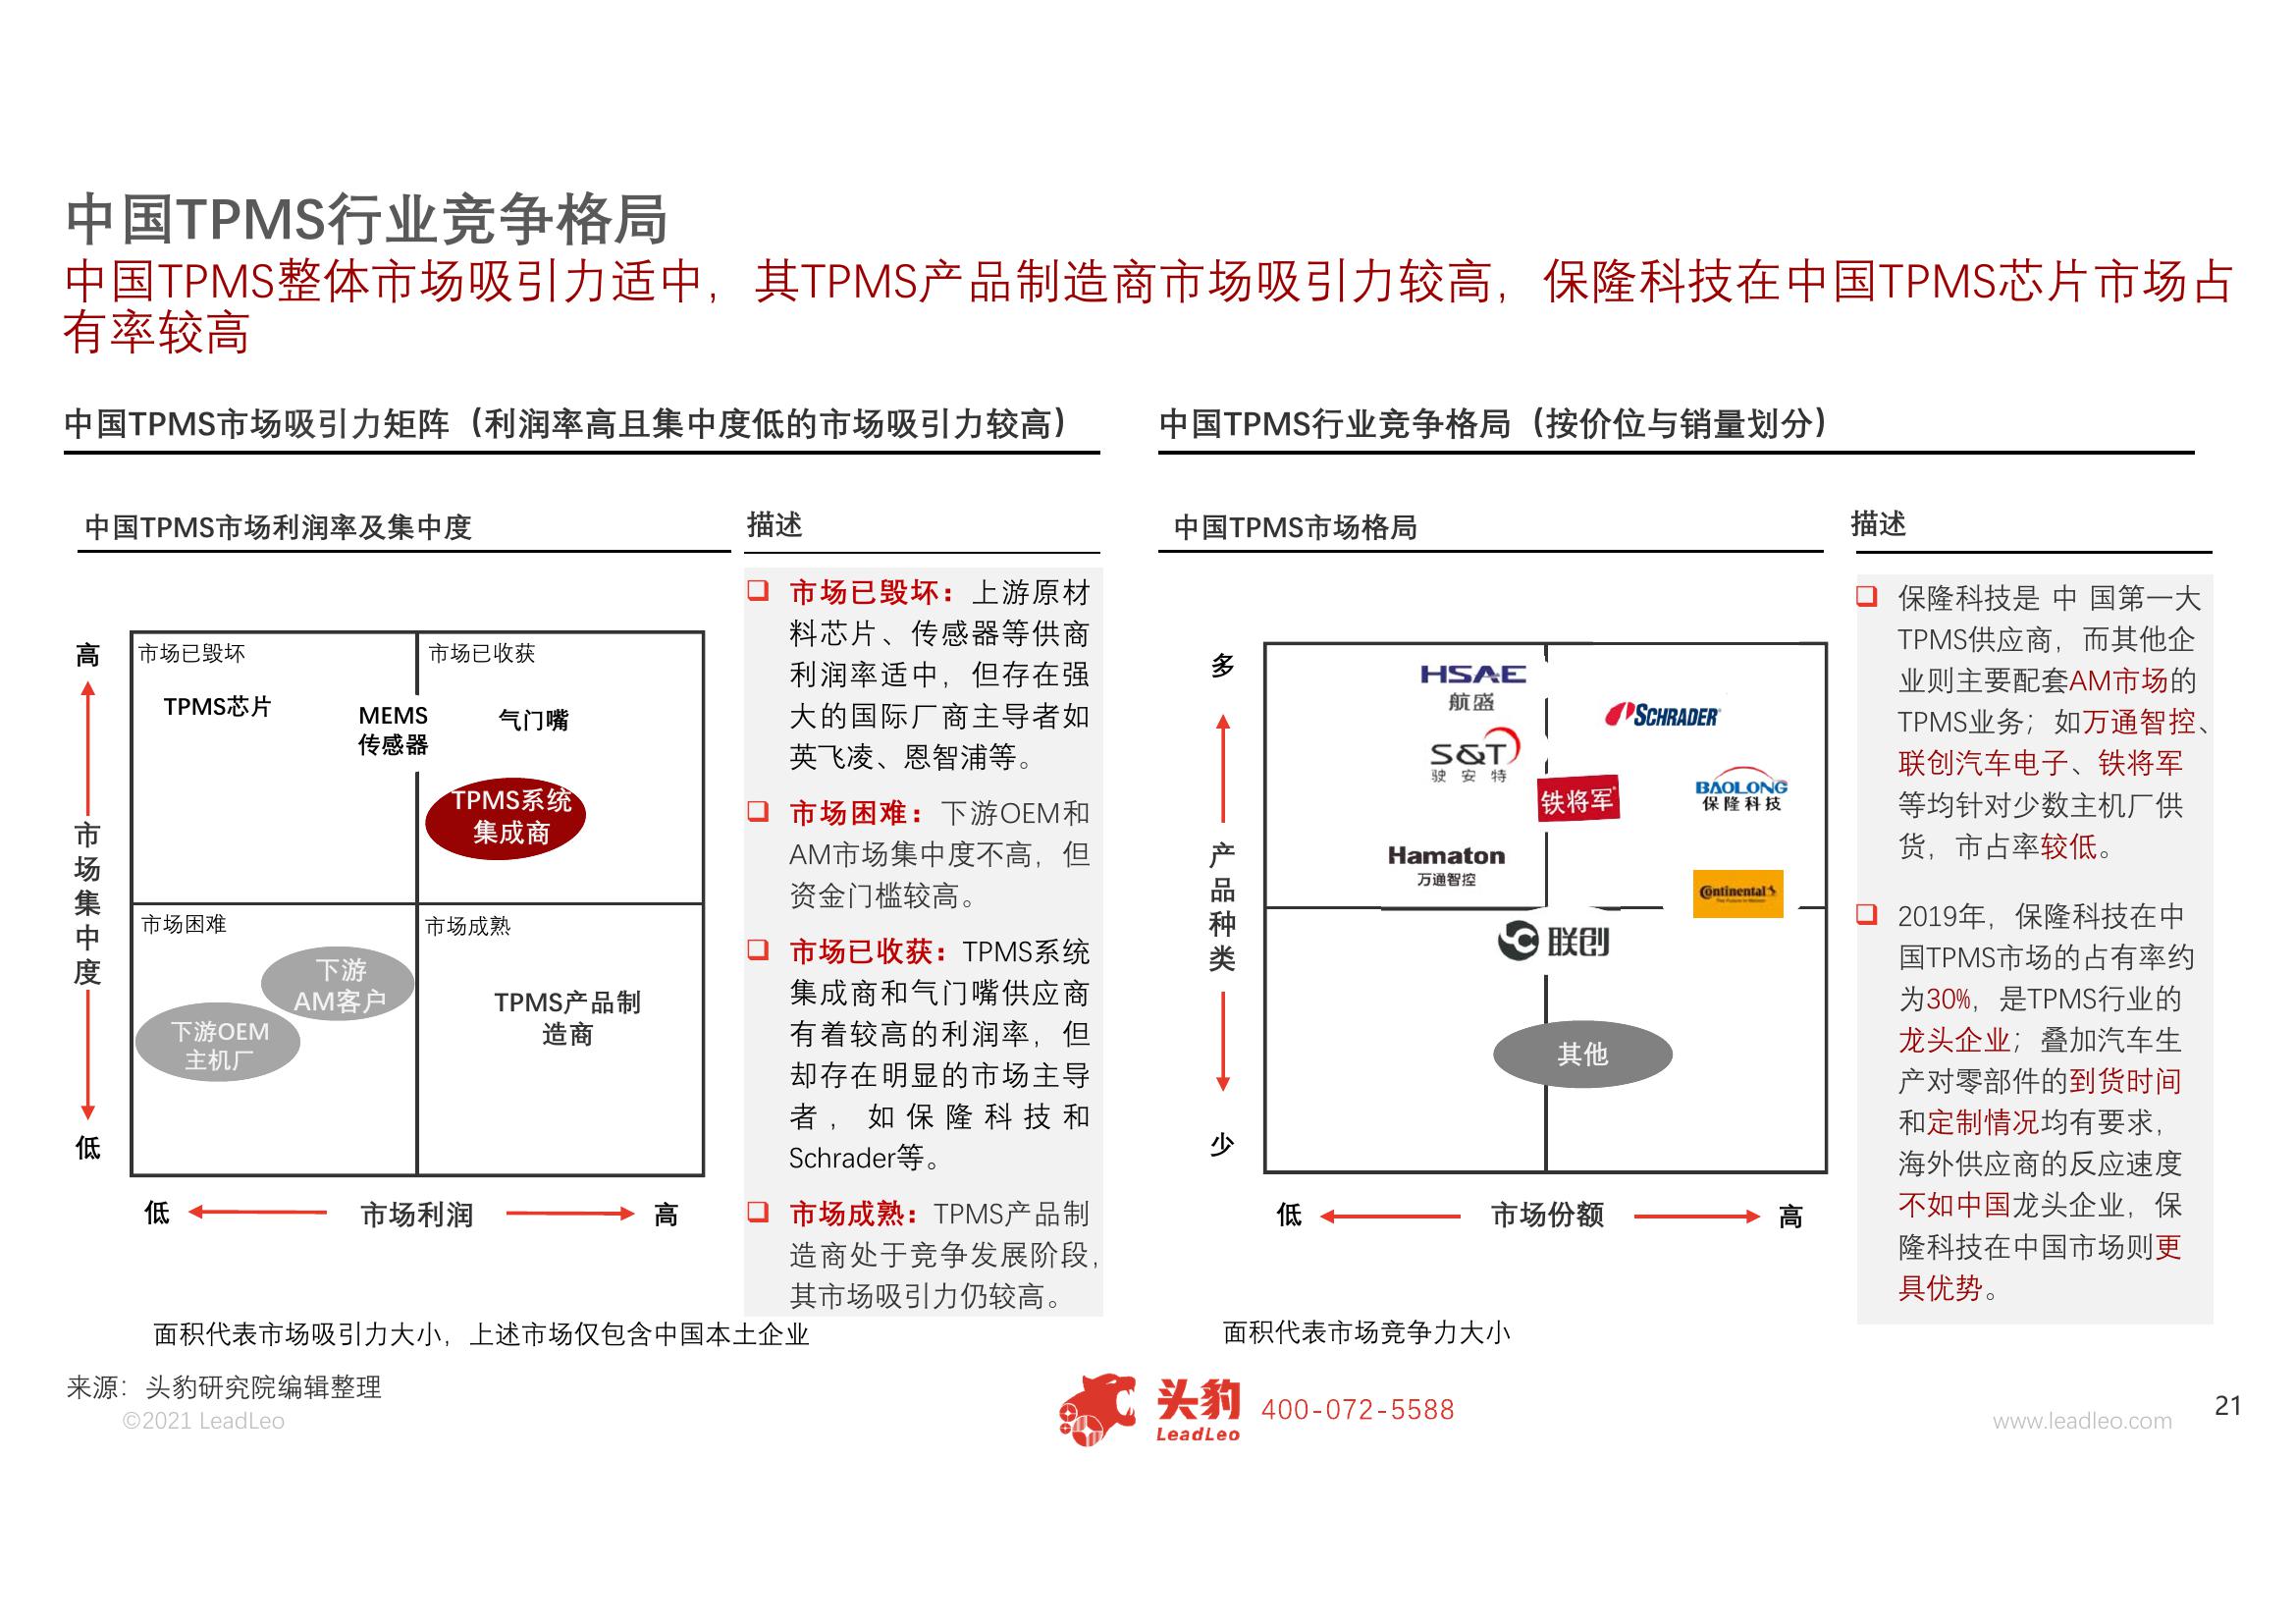 中国TPMS行业竞争格局
中国TPMS整体市场吸引力适中，其TPMS产品制造商市场吸引力较高，保隆科技在中国TPMS芯片市场占
有率较高
中国TPMS市场吸引力矩阵（利润率高且集中度低的市场吸引力较高）
中国TPMS市场利润率及集中度
高
市场集中度
低
市场已毁坏
市场已收获
TPMS芯片
MEMS
传感器
气门嘴
TPMS系统
集成商
市场困难
市场成熟
下游
AM客户
下游OEM
主机厂
TPMS产品制
造商
低
市场利润
高
面积代表市场吸引力大小，上述市场仅包含中国本土企业
描述
市场已毁坏：上游原材
料芯片、传感器等供商
利润率适中，但存在强
大的国际厂商主导者如
英飞凌、恩智浦等。
市场困难：下游OEM和
AM市场集中度不高，但
资金门槛较高。
市场已收获：TPMS系统
集成商和气门嘴供应商
有着较高的利润率，但
却存在明显的市场主导
者，如保隆科技和
Schrader等。
市场成熟：TPMS产品制
造商处于竞争发展阶段，
其市场吸引力仍较高。
中国TPMS行业竞争格局（按价位与销量划分）
中国TPMS市场格局
多
产品种类
少
HSAE
航盛
SCHRADER
S&T
驶安特
铁将军
BAOLONG
保隆科技
Hamaton
万通智控
Continental
联创
其他
低
市场份额
高
面积代表市场竞争力大小
描述
保隆科技是 中 国第一大
TPMS供应商，而其他企
业则主要配套AM市场的
TPMS业务；如万通智控、
联创汽车电子、铁将军
等均针对少数主机厂供
货，市占率较低。
2019年，保隆科技在中
国TPMS市场的占有率约
为30%，是TPMS行业的
龙头企业；叠加汽车生
产对零部件的到货时间
和定制情况均有要求，
海外供应商的反应速度
不如中国龙头企业，保
隆科技在中国市场则更
具优势。
来源：头豹研究院编辑整理
©2021 LeadLeo
头豹
LeadLeo
400-072-5588
www.leadleo.com
21